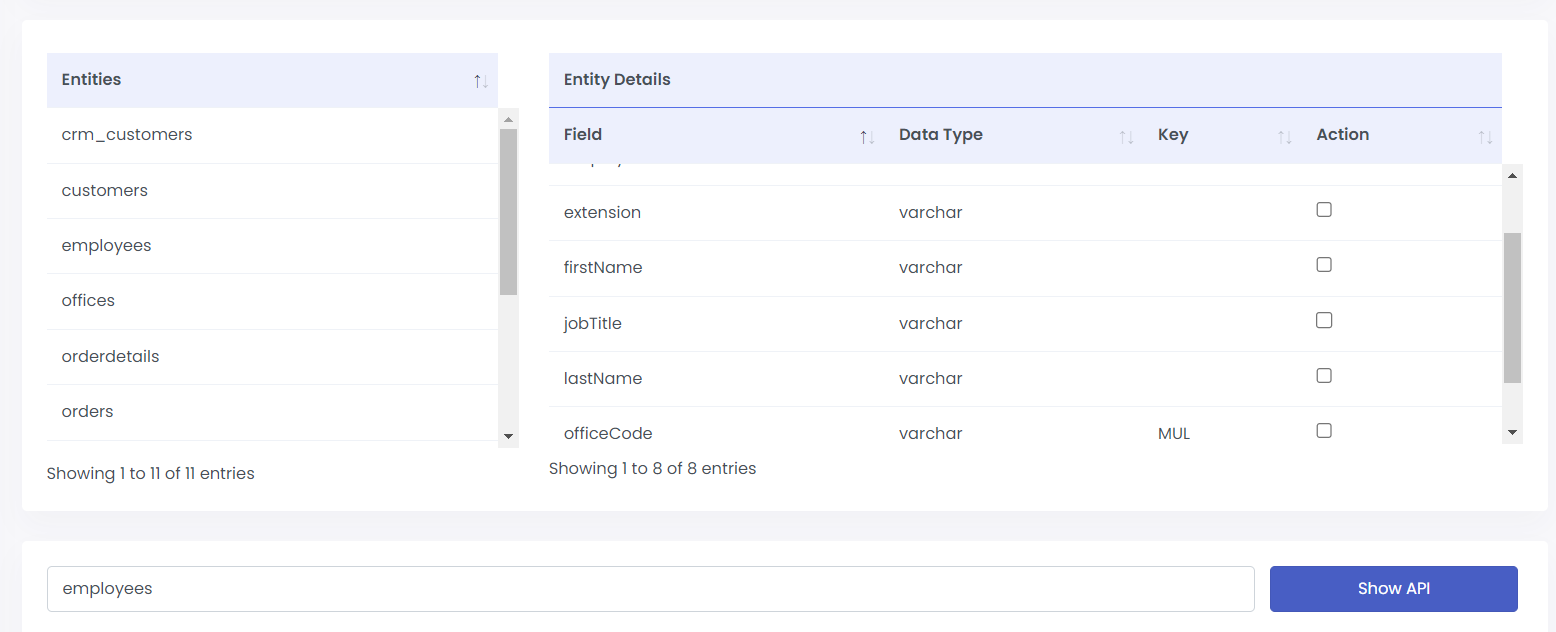 Entities
crm_customers
customers
employees
offices
orderdetails
orders
Showing 1 to 11 of 11 entries
Entity Details
Field Data Type Key Action
extension varchar
firstName varchar
jobTitle varchar
lastName varchar
officeCode varchar MUL
Showing 1 to 8 of 8 entries
employees
Show API